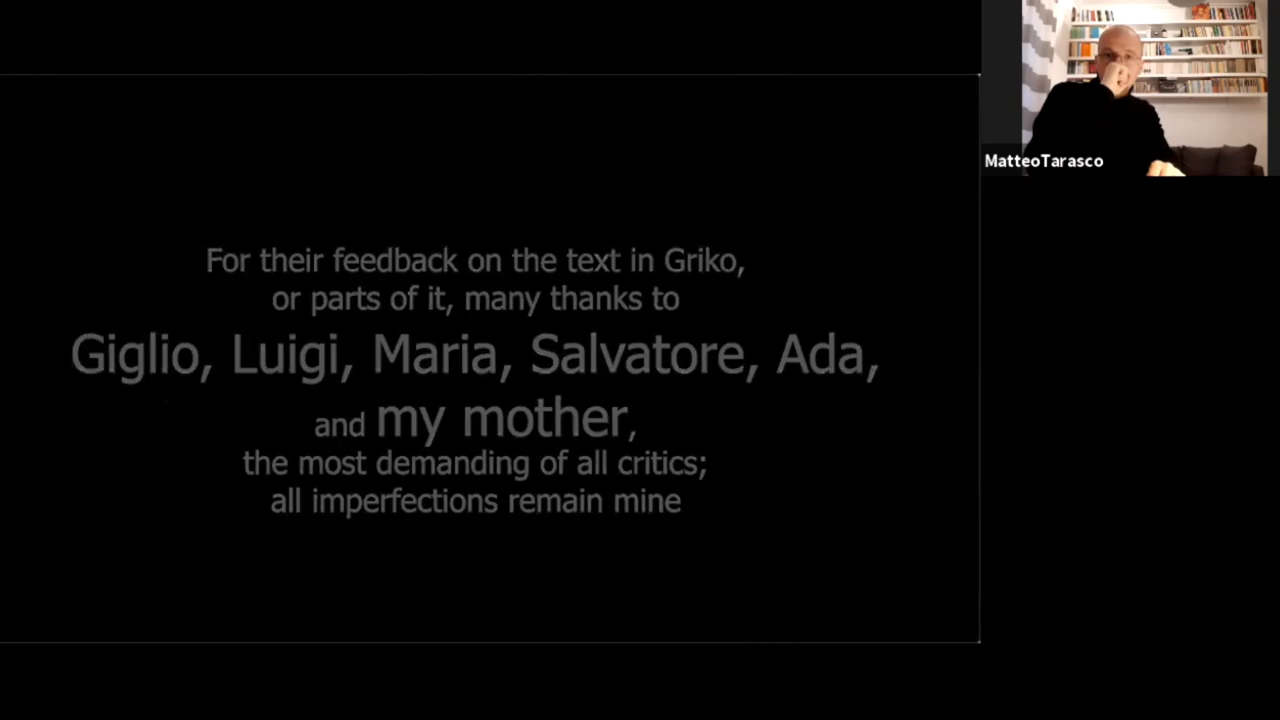 For their feedback on the text in Griko,
or parts of it, many thanks to
Giglio, Luigi, Maria, Salvatore, Ada,
and my mother,
the most demanding of all critics;
all imperfections remain mine
MatteoTarasco